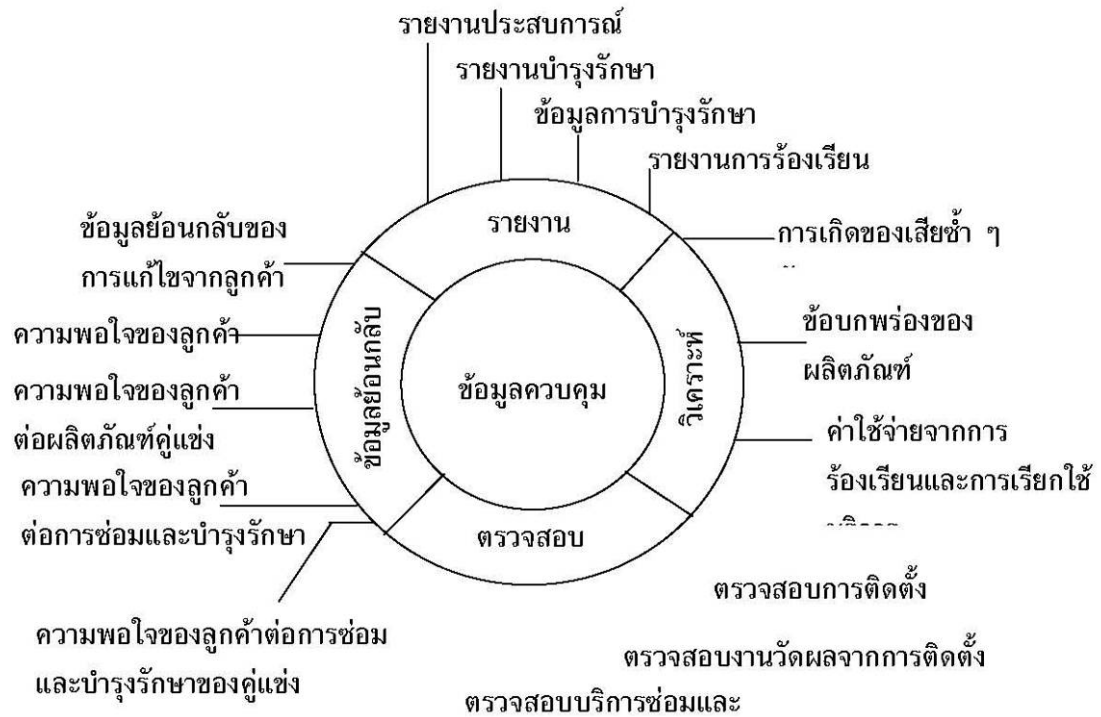 รายงานประสบการณ์
รายงานบำรุงรักษา
ข้อมูลการบำรุงรักษา
รายงานการร้องเรียน
รายงาน
การเกิดของเสียซ้ำ ๆ
ข้อมูลย้อนกลับของ
การแก้ไขจากลูกค้า
ความพอใจของลูกค้า
ความพอใจของลูกค้า
ต่อผลิตภัณฑ์คู่แข่ง
ความพอใจของลูกค้า
ต่อการซ่อมและบำรุงรักษา
ความพอใจของลูกค้าต่อการซ่อม
และบำรุงรักษาของคู่แข่ง
ข้อมูลย้อนกลับ
ข้อมูลควบคุม
วิเคราะห์
ข้อบกพร่องของ
ผลิตภัณฑ์
ค่าใช้จ่ายจากการ
ร้องเรียนและการเรียกใช้
ตรวจสอบ
ตรวจสอบการติดตั้ง
ตรวจสอบงานวัดผลจากการติดตั้ง
ตรวจสอบบริการซ่อมและ